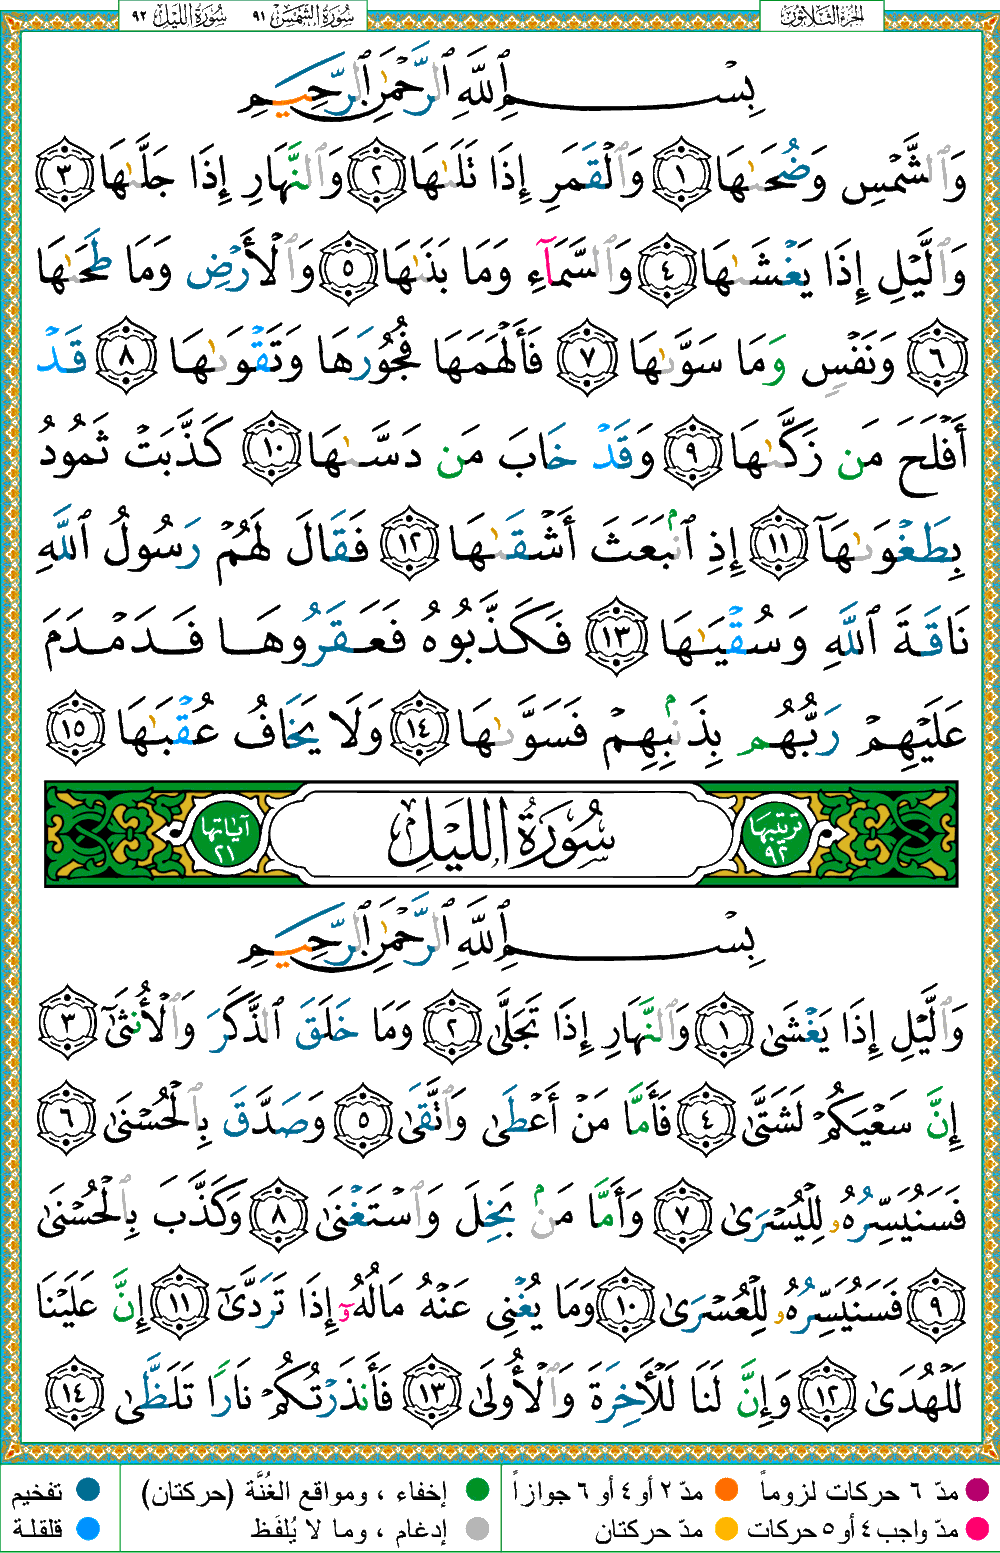 الجزء الثلاثون سورة الشمس ٩١ سورة الليل ٩٢
بِسْمِ ٱللَّهِ ٱلرَّحْمَـٰنِ ٱلرَّحِيمِ
وَٱلشَّمْسِ وَضُحَىٰهَا ١ وَٱلْقَمَرِ إِذَا تَلَىٰهَا ٢ وَٱلنَّهَارِ إِذَا جَلَّىٰهَا ٣
وَٱلَّيْلِ إِذَا يَغْشَىٰهَا ٤ وَٱلسَّمَآءِ وَمَا بَنَىٰهَا ٥ وَٱلْأَرْضِ وَمَا طَحَىٰهَا
٦ وَنَفْسٍ وَمَا سَوَّىٰهَا ٧ فَأَلْهَمَهَا فُجُورَهَا وَتَقْوَىٰهَا ٨ قَدْ
أَفْلَحَ مَن زَكَّىٰهَا ٩ وَقَدْ خَابَ مَن دَسَّىٰهَا ١٠ كَذَّبَتْ ثَمُودُ
بِطَغْوَىٰهَآ ١١ إِذِ ٱنۢبَعَثَ أَشْقَىٰهَا ١٢ فَقَالَ لَهُمْ رَسُولُ ٱللَّهِ
نَاقَةَ ٱللَّهِ وَسُقْيَـٰهَا ١٣ فَكَذَّبُوهُ فَعَقَرُوهَا فَدَمْدَمَ
عَلَيْهِمْ رَبُّهُم بِذَنۢبِهِمْ فَسَوَّىٰهَا ١٤ وَلَا يَخَافُ عُقْبَـٰهَا ١٥
ترتيبها ٩٢ سُورَةُ اللَّيْلِ آياتها ٢١
بِسْمِ ٱللَّهِ ٱلرَّحْمَـٰنِ ٱلرَّحِيمِ
وَٱلَّيْلِ إِذَا يَغْشَىٰ ١ وَٱلنَّهَارِ إِذَا تَجَلَّىٰ ٢ وَمَا خَلَقَ ٱلذَّكَرَ وَٱلْأُنثَىٰٓ ٣
إِنَّ سَعْيَكُمْ لَشَتَّىٰ ٤ فَأَمَّا مَنْ أَعْطَىٰ وَٱتَّقَىٰ ٥ وَصَدَّقَ بِٱلْحُسْنَىٰ ٦
فَسَنُيَسِّرُهُۥ لِلْيُسْرَىٰ ٧ وَأَمَّا مَنۢ بَخِلَ وَٱسْتَغْنَىٰ ٨ وَكَذَّبَ بِٱلْحُسْنَىٰ
٩ فَسَنُيَسِّرُهُۥ لِلْعُسْرَىٰ ١٠ وَمَا يُغْنِى عَنْهُ مَالُهُۥٓ إِذَا تَرَدَّىٰٓ ١١ إِنَّ عَلَيْنَا
لَلْهُدَىٰ ١٢ وَإِنَّ لَنَا لَلْأَخِرَةَ وَٱلْأُولَىٰ ١٣ فَأَنذَرْتُكُمْ نَارًا تَلَظَّىٰ ١٤
مدّ ٦ حركات لزوماً مدّ ٢ أو ٤ أو ٦ جوازاً إخفاء ، ومواقع الغُنَّة (حركتان) تفخيم
مدّ واجب ٤ أو ٥ حركات مدّ حركتان إدغام ، وما لا يُلفَظ قلقلة